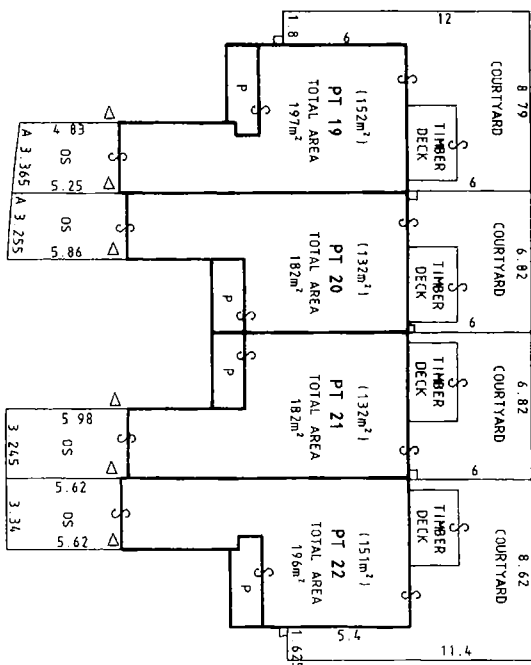 12
1.8
6
COURTYARD
8.79
TIMBER
DECK
S
S
(152m²)
PT 19
TOTAL AREA
197m²
P
S
4.83
OS
S
5.25
A 3.365
6
COURTYARD
6.82
TIMBER
DECK
S
S
(132m²)
PT 20
TOTAL AREA
182m²
P
S
OS
S
5.86
A 3.255
6
COURTYARD
6.82
TIMBER
DECK
S
S
(132m²)
PT 21
TOTAL AREA
182m²
P
S
5.98
OS
S
3.245
6
COURTYARD
8.62
TIMBER
DECK
S
S
(151m²)
PT 22
TOTAL AREA
196m²
P
S
5.62
OS
S
5.62
3.34
5.4
1.625
11.4